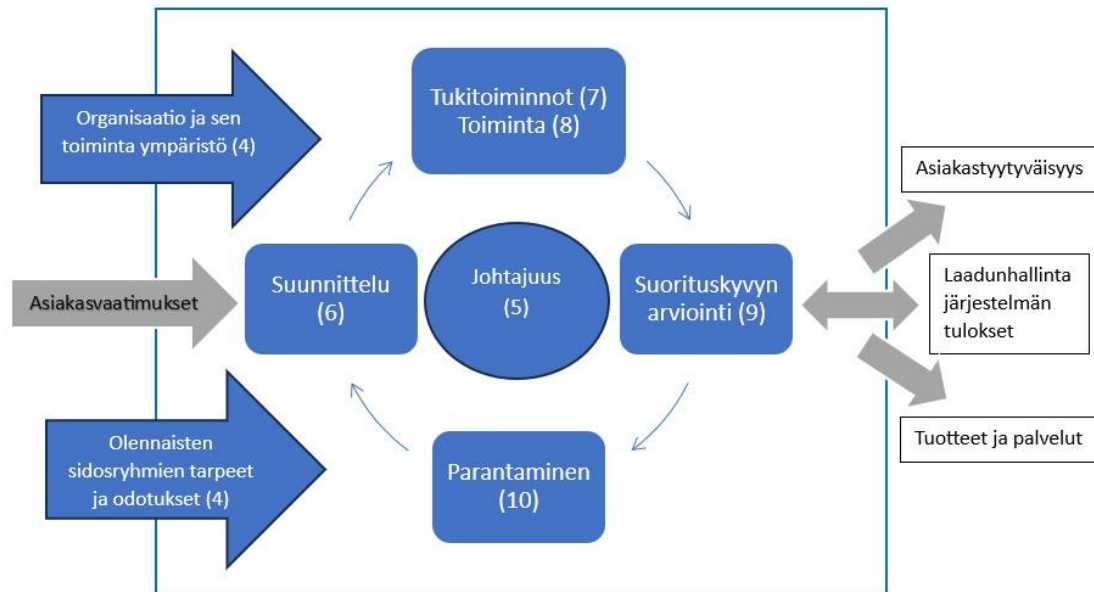 Organisaatio ja sen
toiminta ympäristö (4)
Asiakasvaatimukset
Olennaisten
sidosryhmien tarpeet
ja odotukset (4)
Tukitoiminnot (7)
Toiminta (8)
Suunnittelu
(6)
Johtajuus
(5)
Suorituskyvyn
arviointi (9)
Parantaminen
(10)
Asiakastyytyväisyys
Laadunhallinta
järjestelmän
tulokset
Tuotteet ja palvelut